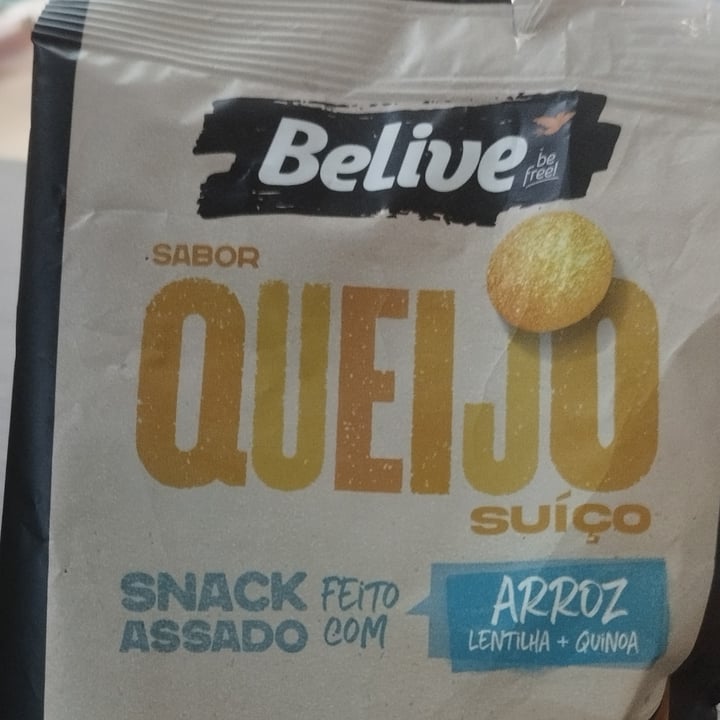 BeLive
be
free!
SABOR
QUEIJO
SUÍÇO
SNACK
ASSADO
FEITO
COM
ARROZ
LENTILHA + QUINOA